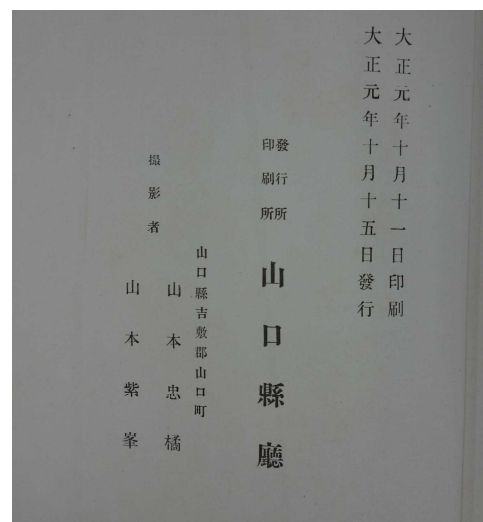 大正元年十月十一日印刷
大正元年十月十五日發行
發行所
印刷所
山口縣廳
山口縣吉敷郡山口町
撮影者
山本忠橘
山本紫峯